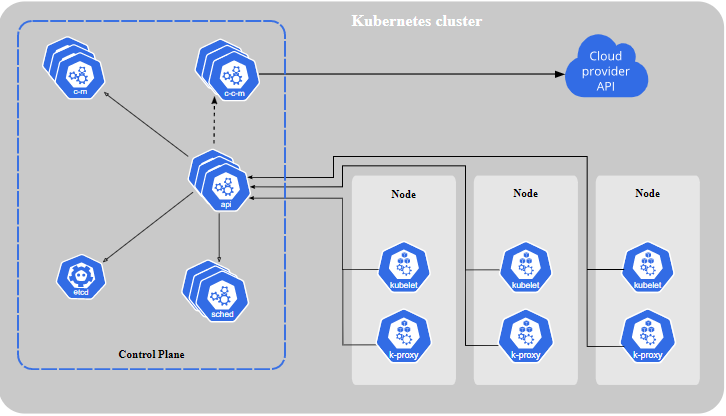 Kubernetes cluster
c-m
c-c-m
Cloud
provider
API
api
Node
Node
Node
etcd
sched
kubelet
kubelet
kubelet
k-proxy
k-proxy
k-proxy
Control Plane